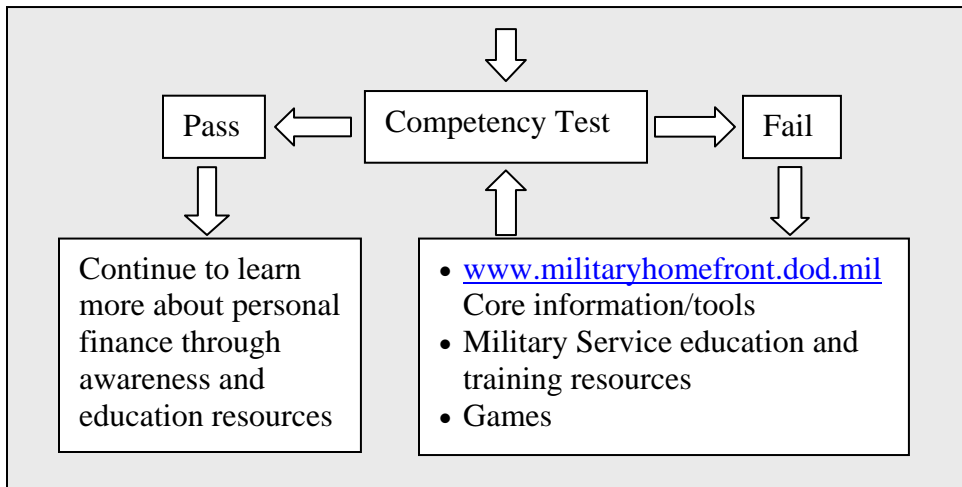 Pass
Competency Test
Fail
Continue to learn
more about personal
finance through
awareness and
education resources
• www.militaryhomefront.dod.mil
Core information/tools
• Military Service education and
training resources
• Games